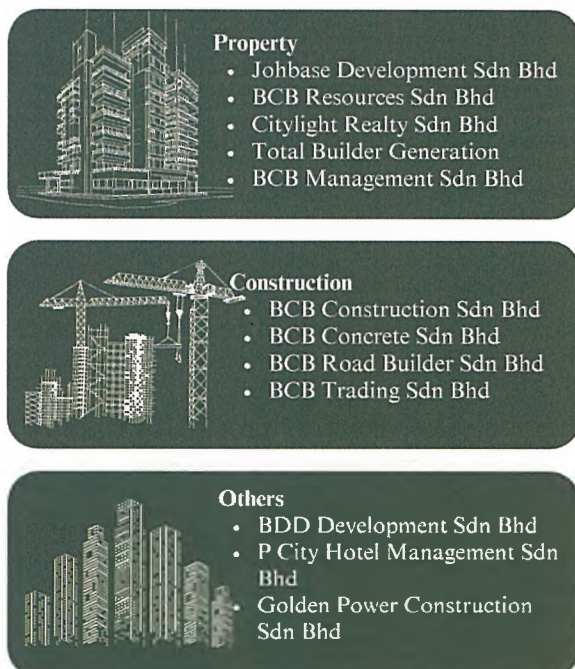 Property
• Johbase Development Sdn Bhd
• BCB Resources Sdn Bhd
• Citylight Realty Sdn Bhd
• Total Builder Generation
• BCB Management Sdn Bhd
Construction
• BCB Construction Sdn Bhd
• BCB Concrete Sdn Bhd
• BCB Road Builder Sdn Bhd
• BCB Trading Sdn Bhd
Others
• BDD Development Sdn Bhd
• P City Hotel Management Sdn
Bhd
• Golden Power Construction
Sdn Bhd